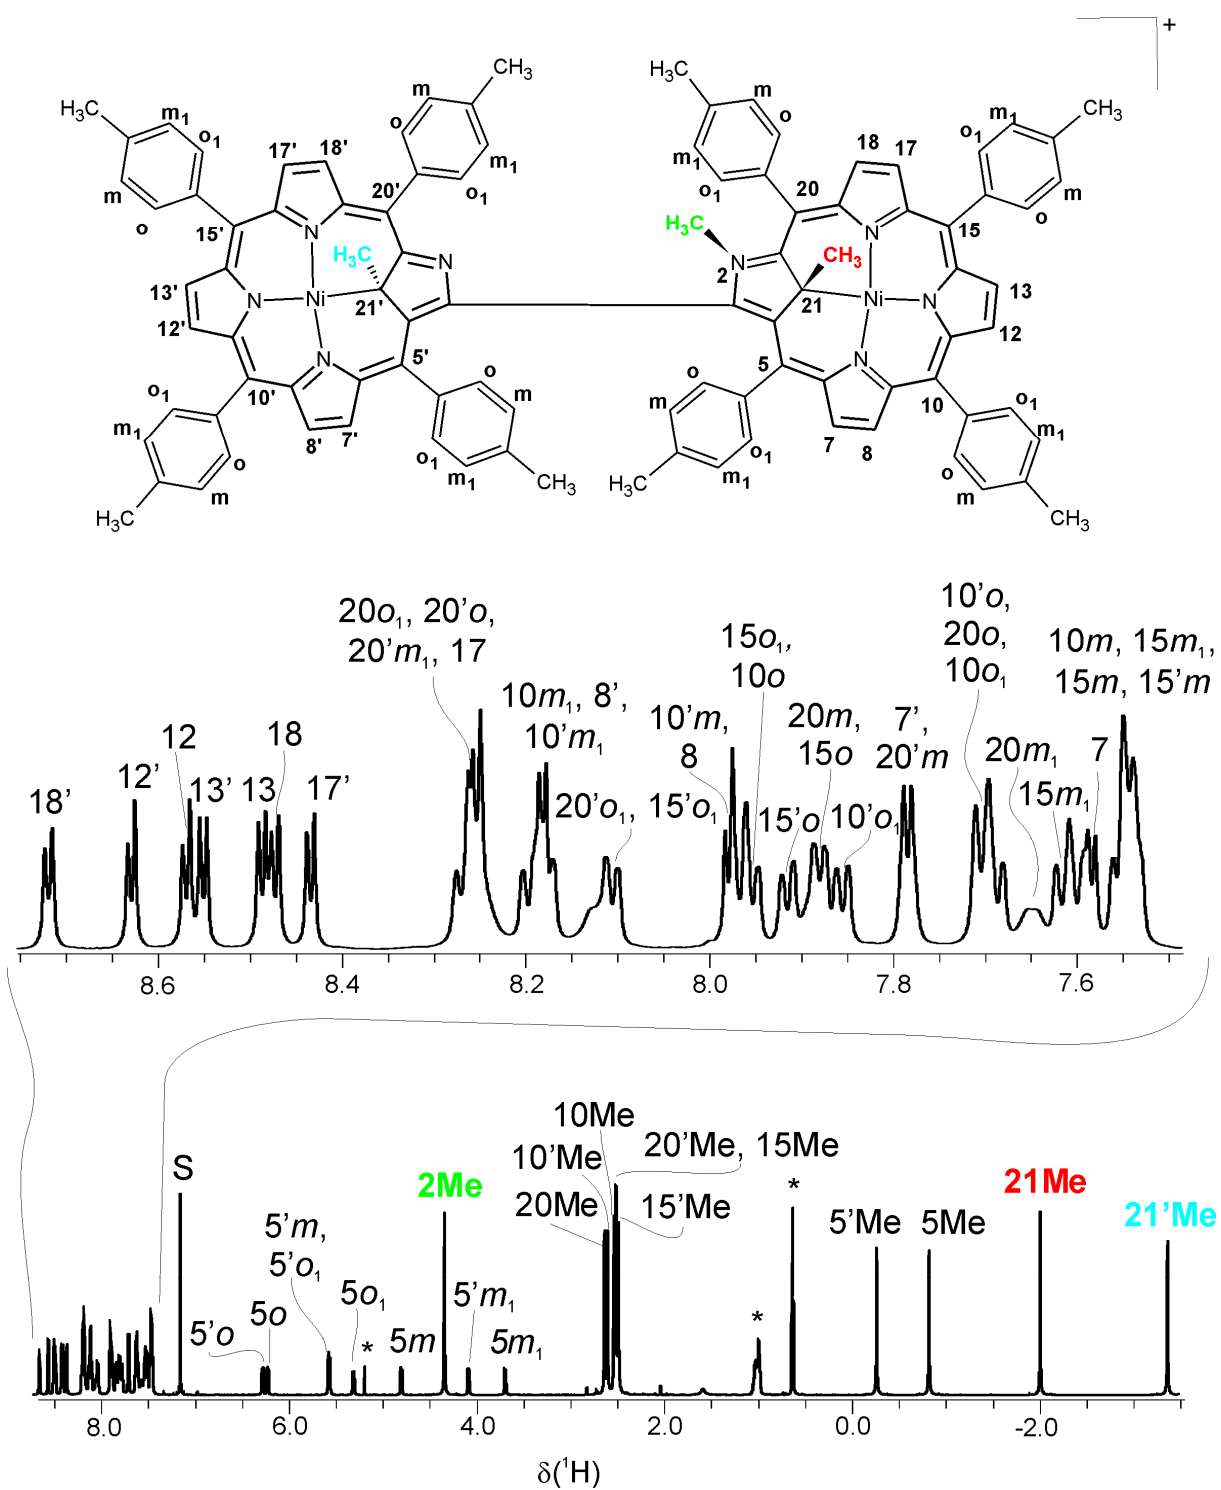 +
CH₃
H₃C
H₃C
m₁
o₁
m
o
m
o
m₁
o₁
17'
18'
20'
15'
N
H₃C
N
13'
12'
N
Ni
21'
N
5'
10'
8'
7'
o₁
m₁
o
m
o
m
o₁
m₁
H₃C
CH₃
m
o
m₁
o₁
m₁
o₁
CH₃
m
o
18
17
20
15
H₃C
N
2
CH₃
N
21
Ni
N
13
12
N
5
10
7
8
o
m
o₁
m₁
H₃C
o₁
m₁
o
m
CH₃
18'
12'
12
13'
13
18
17'
20o₁, 20’o,
20’m₁, 17
10m₁, 8’,
10’m₁
20’o₁, 15’o₁
10’m,
8
15o₁,
10o
15’o
20m,
15o
10’o₁
7’,
20’m
10’o,
20o,
10o₁
20m₁
15m₁
7
10m, 15m₁,
15m, 15’m
8.6
8.4
8.2
8.0
7.8
7.6
S
5’o
5o
5’m,
5’o₁
5o₁
*
5m
2Me
5’m₁
5m₁
20Me
10’Me
10Me
20’Me, 15Me
15’Me
*
*
5’Me
5Me
21Me
21’Me
8.0
6.0
4.0
2.0
0.0
-2.0
δ(¹H)